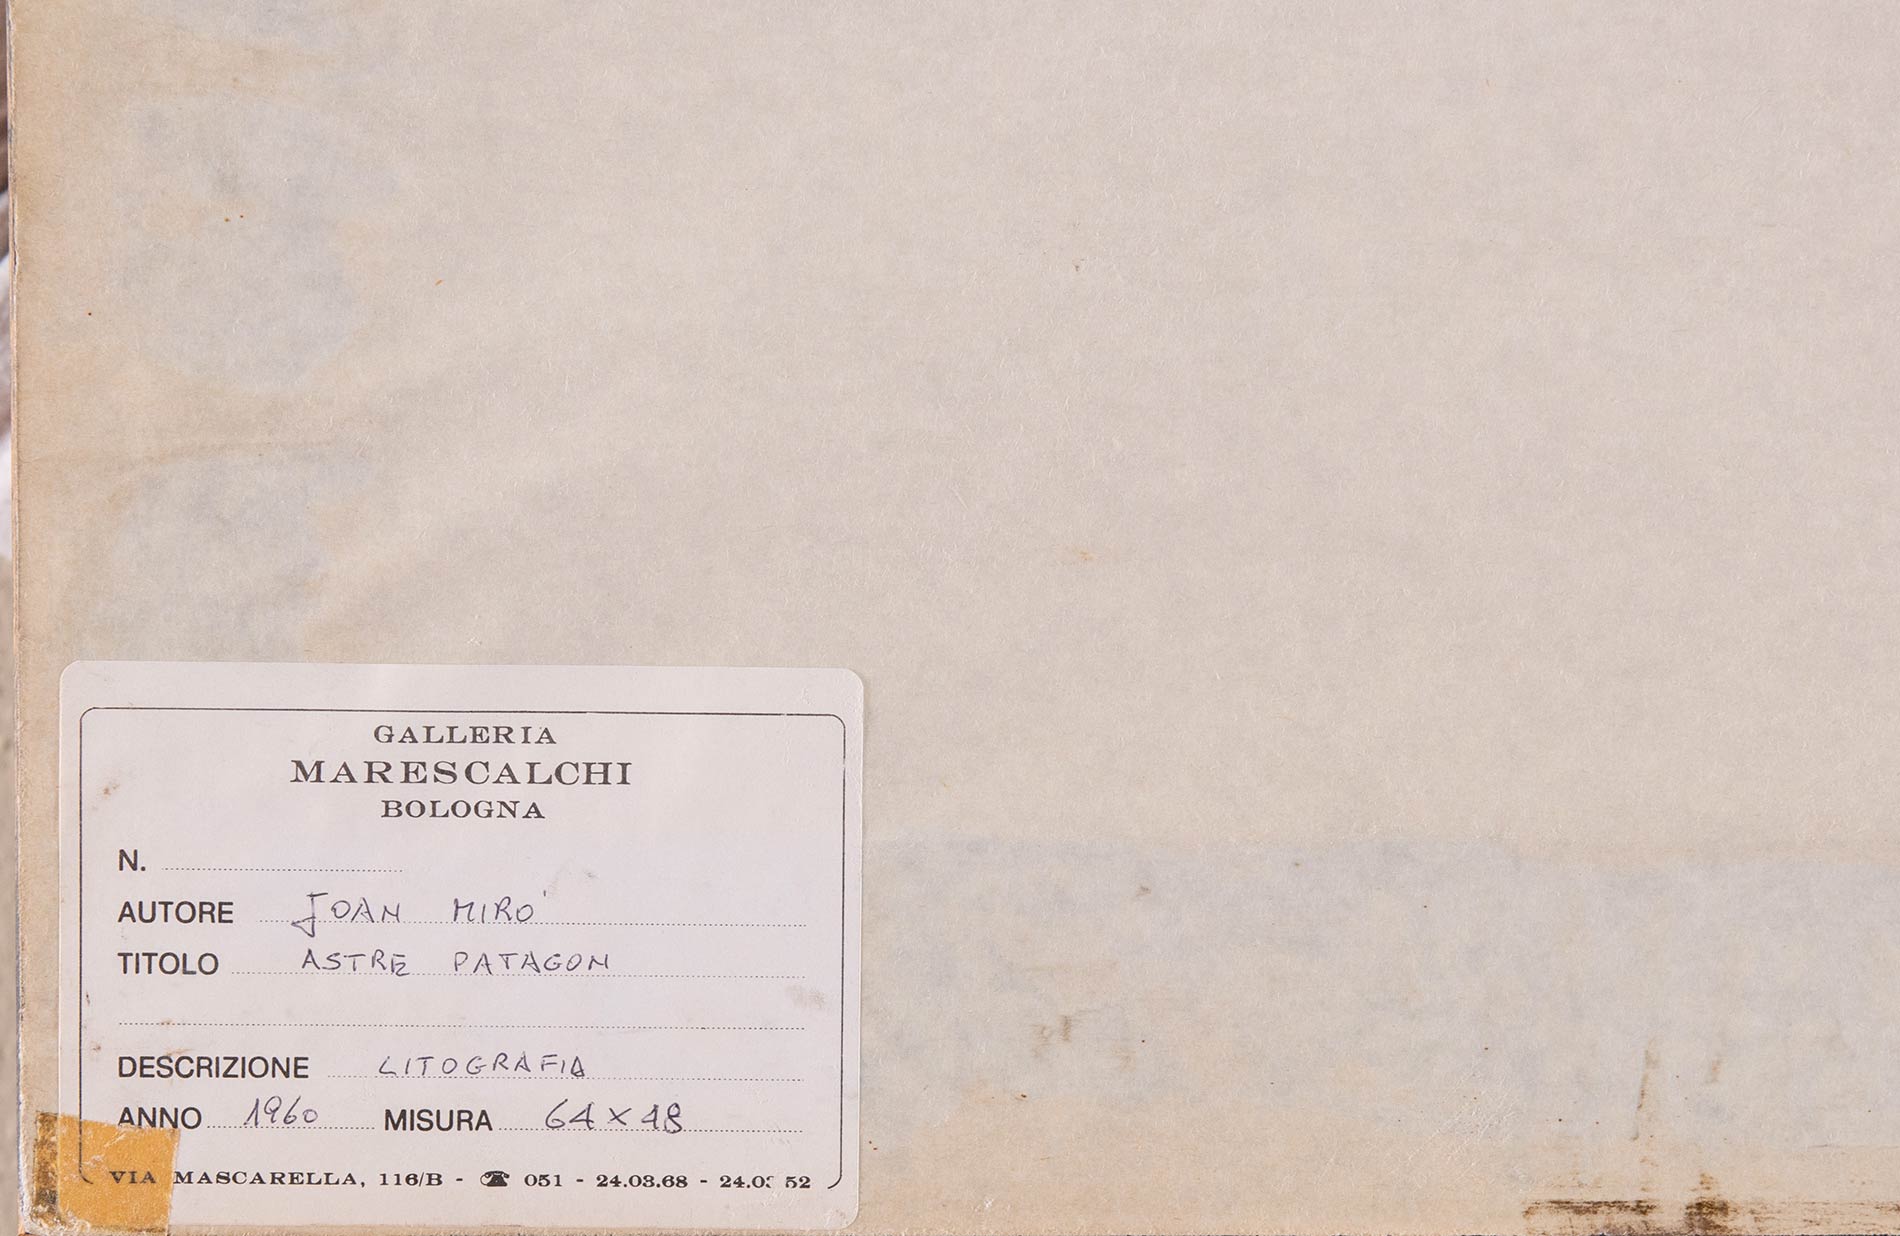 GALLERIA
MARESCALCHI
BOLOGNA
N.
AUTORE JOAN MIRO'
TITOLO ASTRE PATAGON
DESCRIZIONE LITOGRAFIA
ANNO 1960 MISURA 64 x 48
VIA MASCARELLA, 116/B - ☎ 051 - 24.03.68 - 52